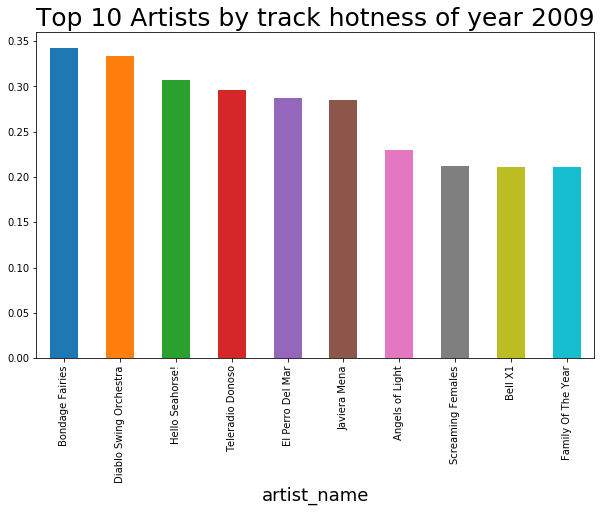 Top 10 Artists by track hotness of year 2009
0.35
0.30
0.25
0.20
0.15
0.10
0.05
0.00
Bondage Fairies
Diablo Swing Orchestra
Hello Seahorse!
Teleradio Donoso
El Perro Del Mar
Javiera Mena
Angels of Light
Screaming Females
Bell X1
Family Of The Year
artist_name